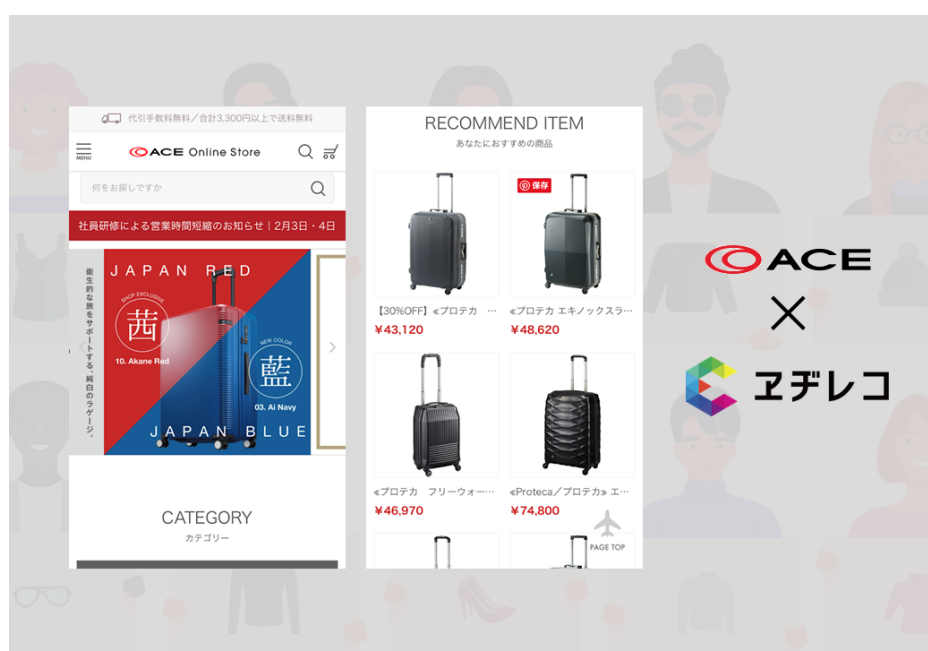 代引手数料無料／合計3,300円以上で送料無料
MENU
ACE Online Store
何をお探しですか
社員研修による営業時間短縮のお知らせ｜2月3日・4日
衛生的な旅をサポートする、純白のラゲージ。
JAPAN RED
SHOP EXCLUSIVE
茜
10. Akane Red
NEW COLOR
藍
03. Ai Navy
JAPAN BLUE
CATEGORY
カテゴリー
RECOMMEND ITEM
あなたにおすすめの商品
保存
【30%OFF】≪プロテカ …
¥43,120
≪プロテカ エキノックスラ…
¥48,620
≪プロテカ フリーウォー…
¥46,970
≪Proteca／プロテカ≫ エ…
¥74,800
PAGE TOP
ACE
×
ヱヂレコ